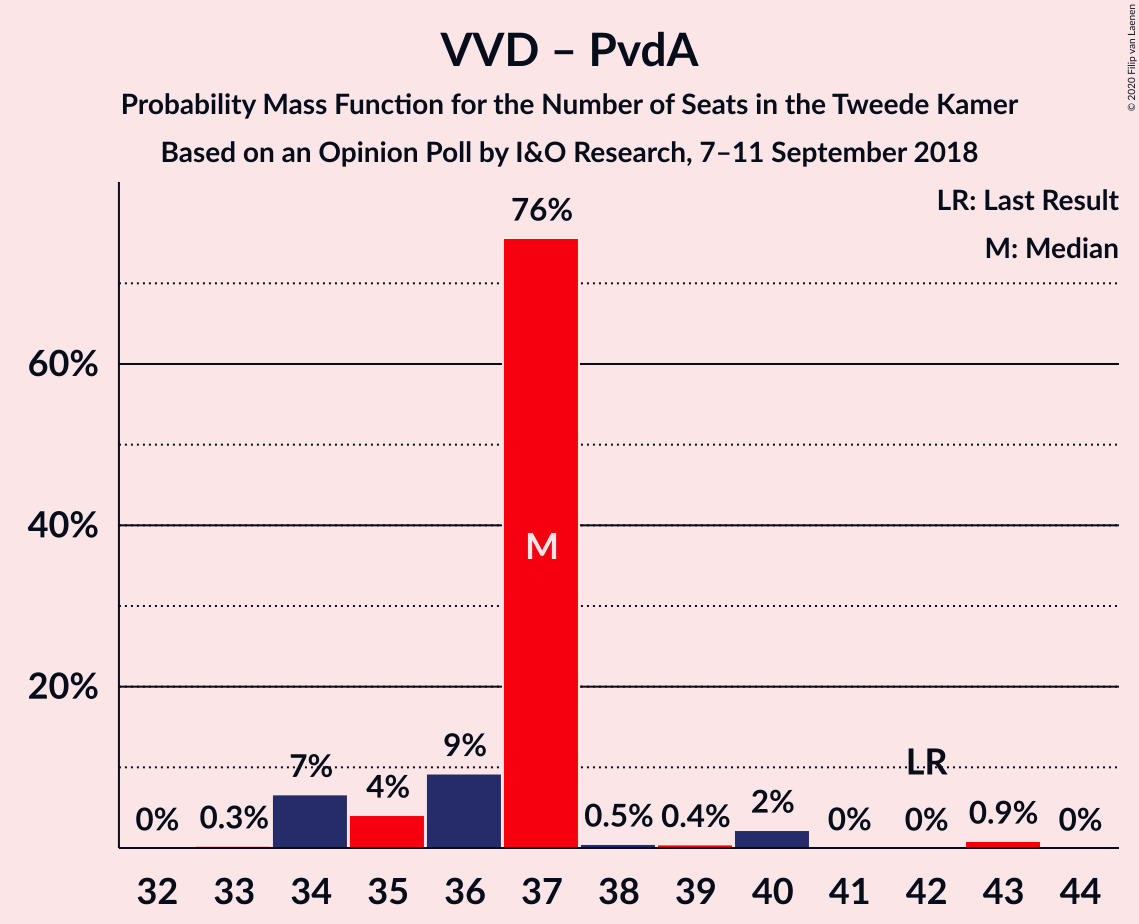 VVD – PvdA
Probability Mass Function for the Number of Seats in the Tweede Kamer
Based on an Opinion Poll by I&O Research, 7–11 September 2018
© 2020 Filip van Laenen
LR: Last Result
M: Median
60%
40%
20%
0%
0.3%
7%
4%
9%
76%
M
0.5%
0.4%
2%
0%
LR
0%
0.9%
0%
32 33 34 35 36 37 38 39 40 41 42 43 44